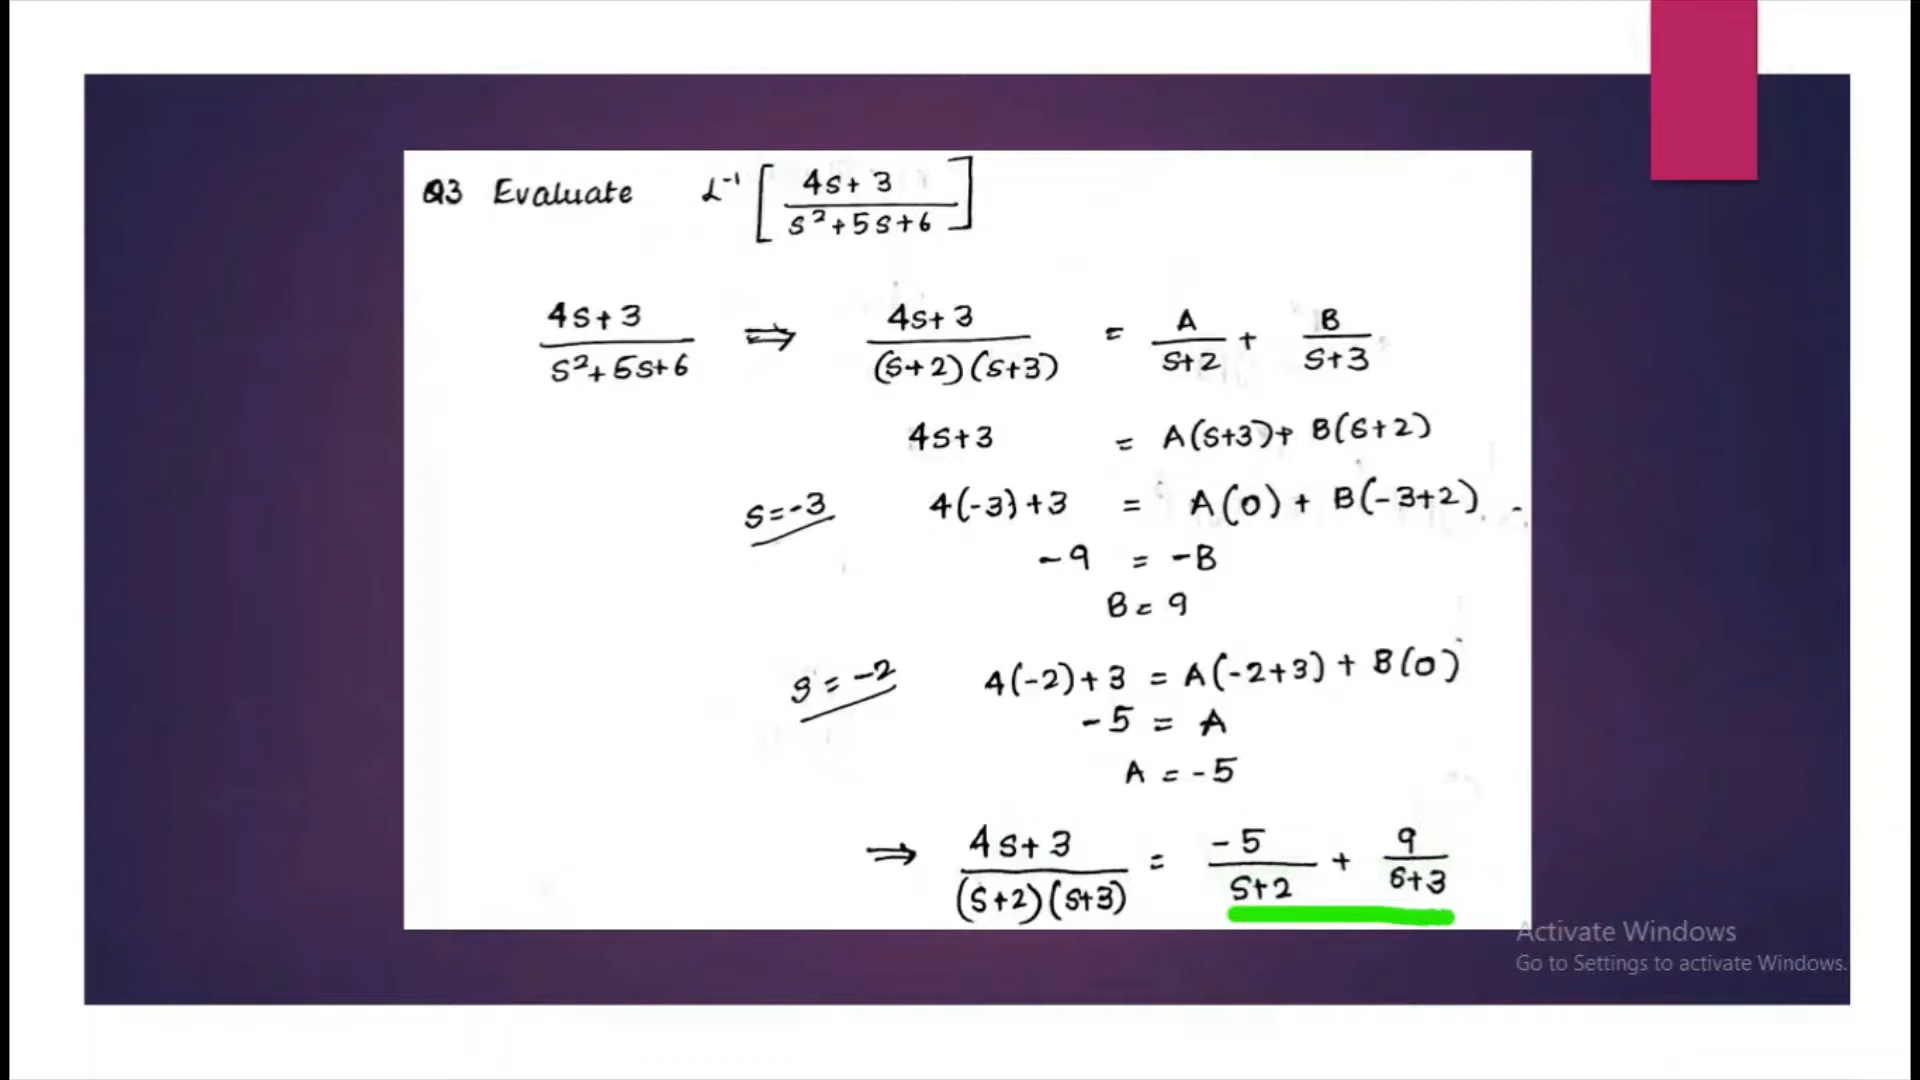 Q3 Evaluate L⁻¹ [ (4s+3)/(s²+5s+6) ]
(4s+3)/(s²+5s+6) ⇒ (4s+3)/((s+2)(s+3)) = A/(s+2) + B/(s+3)
4s+3 = A(s+3)+ B(s+2)
s=-3 4(-3)+3 = A(0) + B(-3+2)
-9 = -B
B = 9
s=-2 4(-2)+3 = A(-2+3) + B(0)
-5 = A
A = -5
⇒ (4s+3)/((s+2)(s+3)) = -5/(s+2) + 9/(s+3)
Activate Windows
Go to Settings to activate Windows.